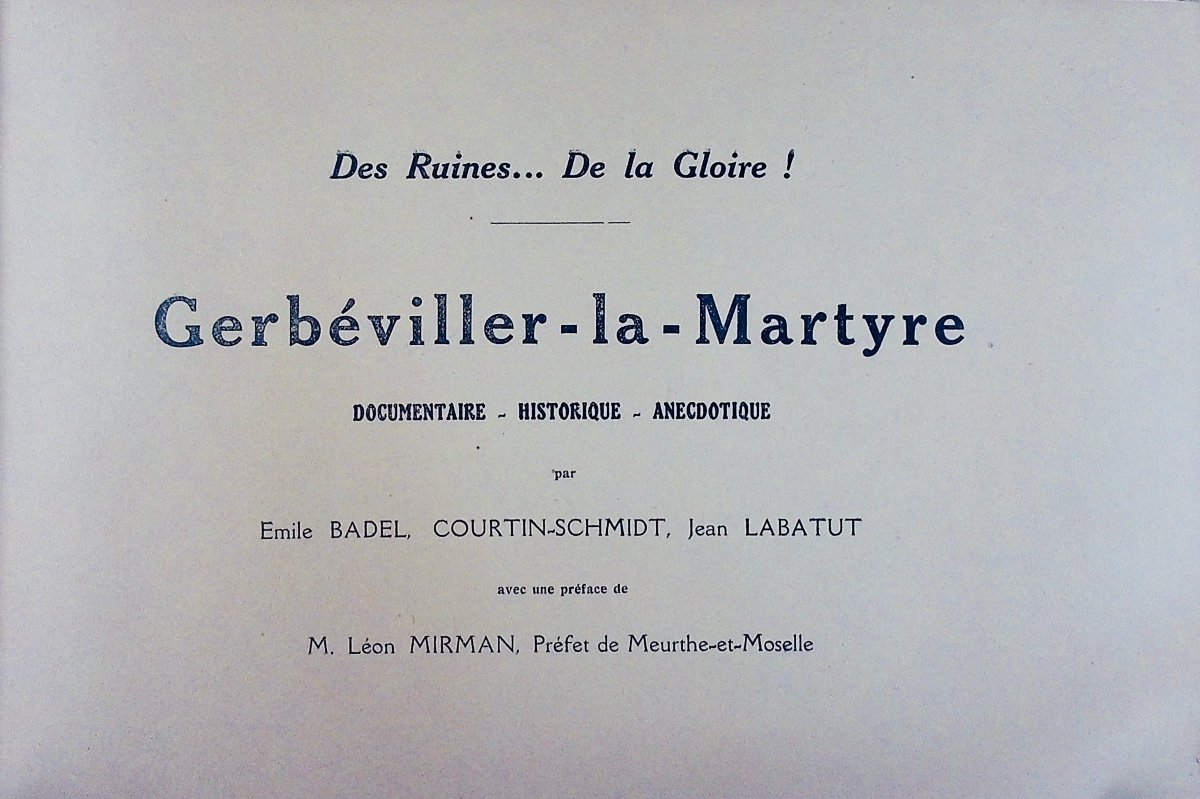 Des Ruines... De la Gloire !
Gerbéviller-la-Martyre
DOCUMENTAIRE - HISTORIQUE - ANECDOTIQUE
par
Emile BADEL, COURTIN-SCHMIDT, Jean LABATUT
avec une préface de
M. Léon MIRMAN, Préfet de Meurthe-et-Moselle